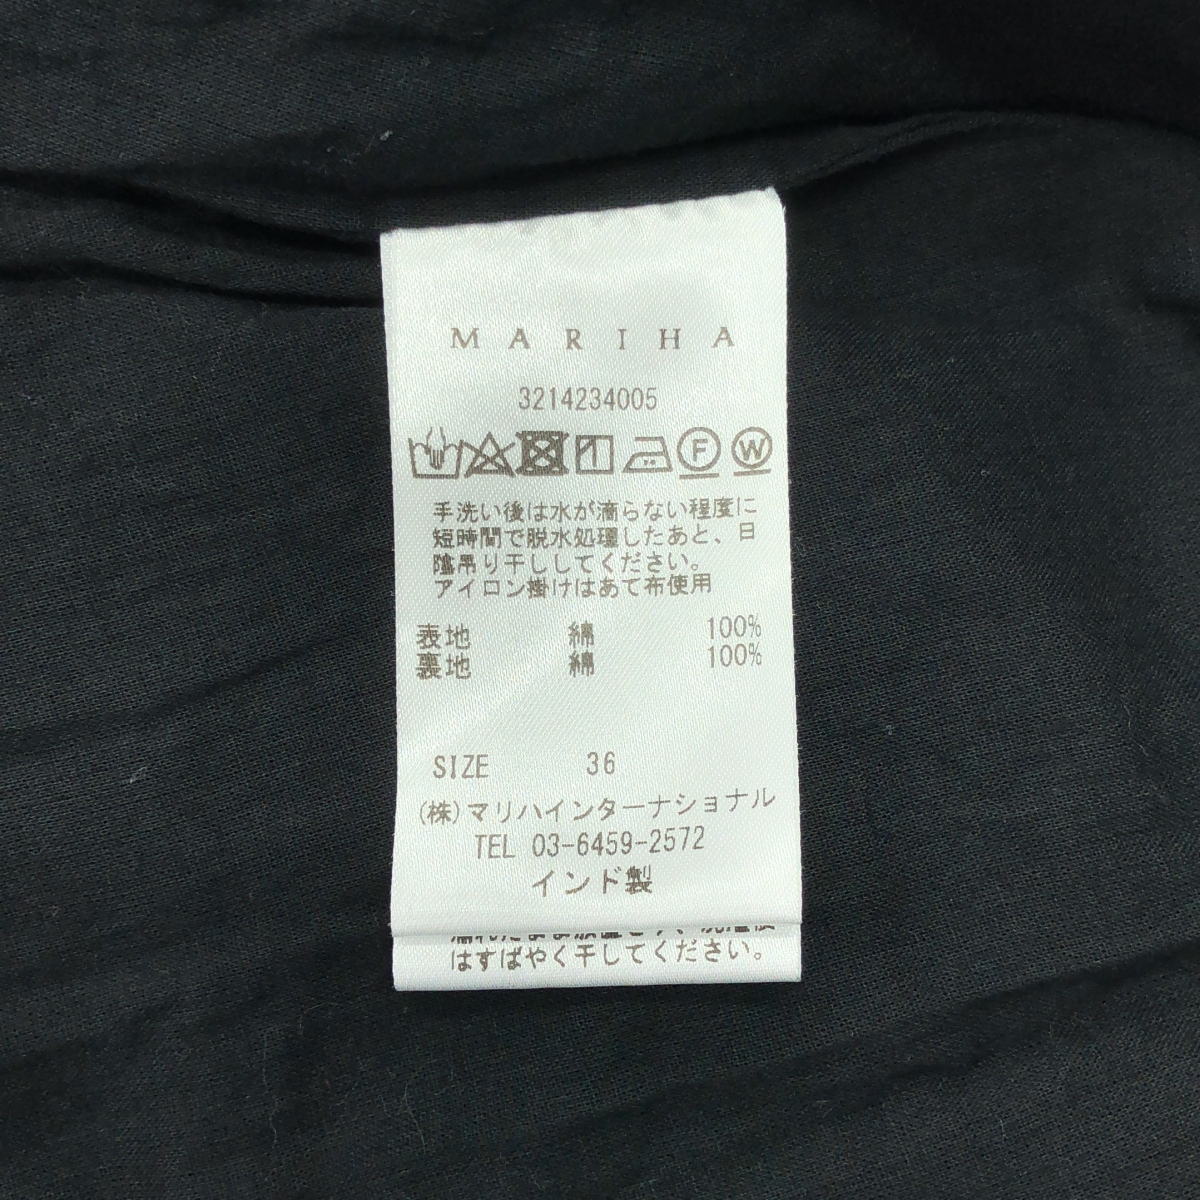 MARIHA
3214234005
F W
手洗い後は水が滴らない程度に
短時間で脱水処理したあと、日
陰吊り干ししてください。
アイロン掛けはあて布使用
表地 綿 100%
裏地 綿 100%
SIZE 36
(株)マリハインターナショナル
TEL 03-6459-2572
インド製
はすばやく干してください。